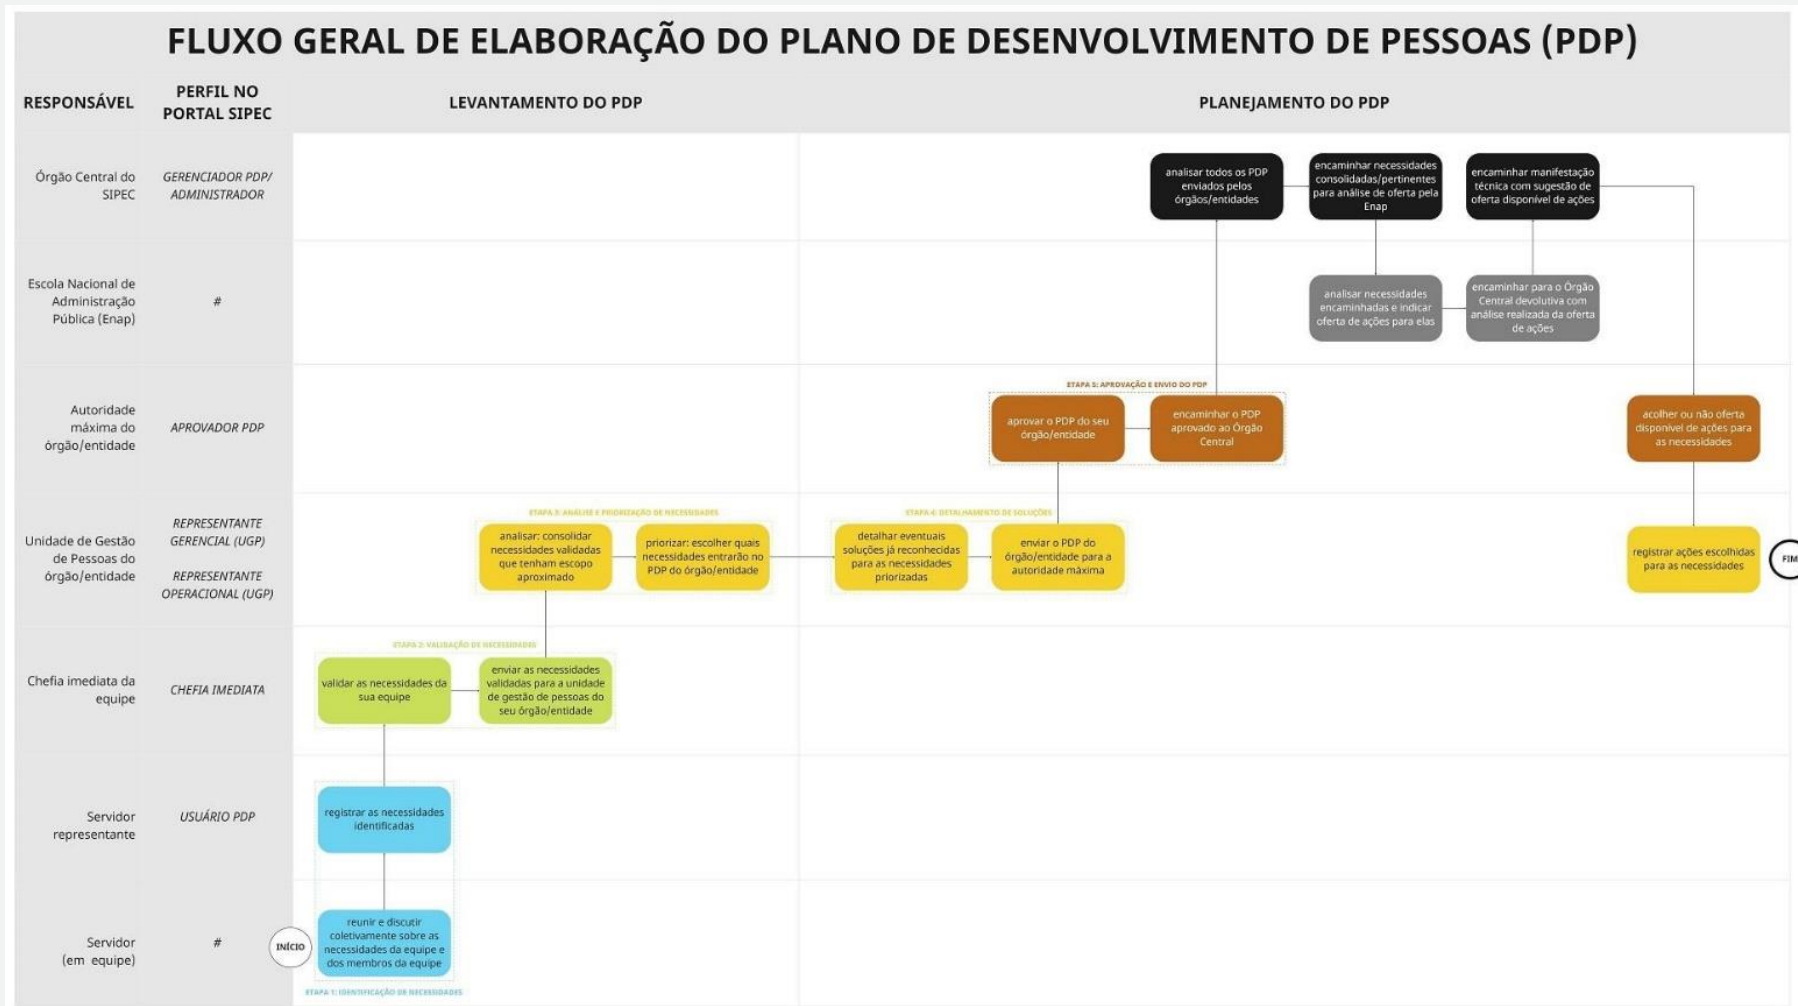 FLUXO GERAL DE ELABORAÇÃO DO PLANO DE DESENVOLVIMENTO DE PESSOAS (PDP)
RESPONSÁVEL
PERFIL NO
PORTAL SIPEC
LEVANTAMENTO DO PDP
PLANEJAMENTO DO PDP
Órgão Central do
SIPEC
GERENCIADOR PDP/
ADMINISTRADOR
analisar todos os PDP
enviados pelos
órgãos/entidades
encaminhar necessidades
consolidadas/pertinentes
para análise de oferta pela
Enap
encaminhar manifestação
técnica com sugestão de
oferta disponível de ações
Escola Nacional de
Administração
Pública (Enap)
#
analisar necessidades
encaminhadas e indicar
oferta de ações para elas
encaminhar para o Órgão
Central devolutiva com
análise realizada da oferta
de ações
Autoridade
máxima do
órgão/entidade
APROVADOR PDP
ETAPA 5: APROVAÇÃO E ENVIO DO PDP
aprovar o PDP do seu
órgão/entidade
encaminhar o PDP
aprovado ao Órgão
Central
acolher ou não oferta
disponível de ações para
as necessidades
Unidade de Gestão
de Pessoas do
órgão/entidade
REPRESENTANTE
GERENCIAL (UGP)
REPRESENTANTE
OPERACIONAL (UGP)
ETAPA 3: ANÁLISE E PRIORIZAÇÃO DE NECESSIDADES
analisar: consolidar
necessidades validadas
que tenham escopo
aproximado
priorizar: escolher quais
necessidades entrarão no
PDP do órgão/entidade
ETAPA 4: DETALHAMENTO DE SOLUÇÕES
detalhar eventuais
soluções já reconhecidas
para as necessidades
priorizadas
enviar o PDP do
órgão/entidade para a
autoridade máxima
registrar ações escolhidas
para as necessidades
FIM
Chefia imediata da
equipe
CHEFIA IMEDIATA
ETAPA 2: VALIDAÇÃO DE NECESSIDADES
validar as necessidades da
sua equipe
enviar as necessidades
validadas para a unidade
de gestão de pessoas do
seu órgão/entidade
Servidor
representante
USUÁRIO PDP
registrar as necessidades
identificadas
Servidor
(em equipe)
#
INÍCIO
reunir e discutir
coletivamente sobre as
necessidades da equipe e
dos membros da equipe
ETAPA 1: IDENTIFICAÇÃO DE NECESSIDADES